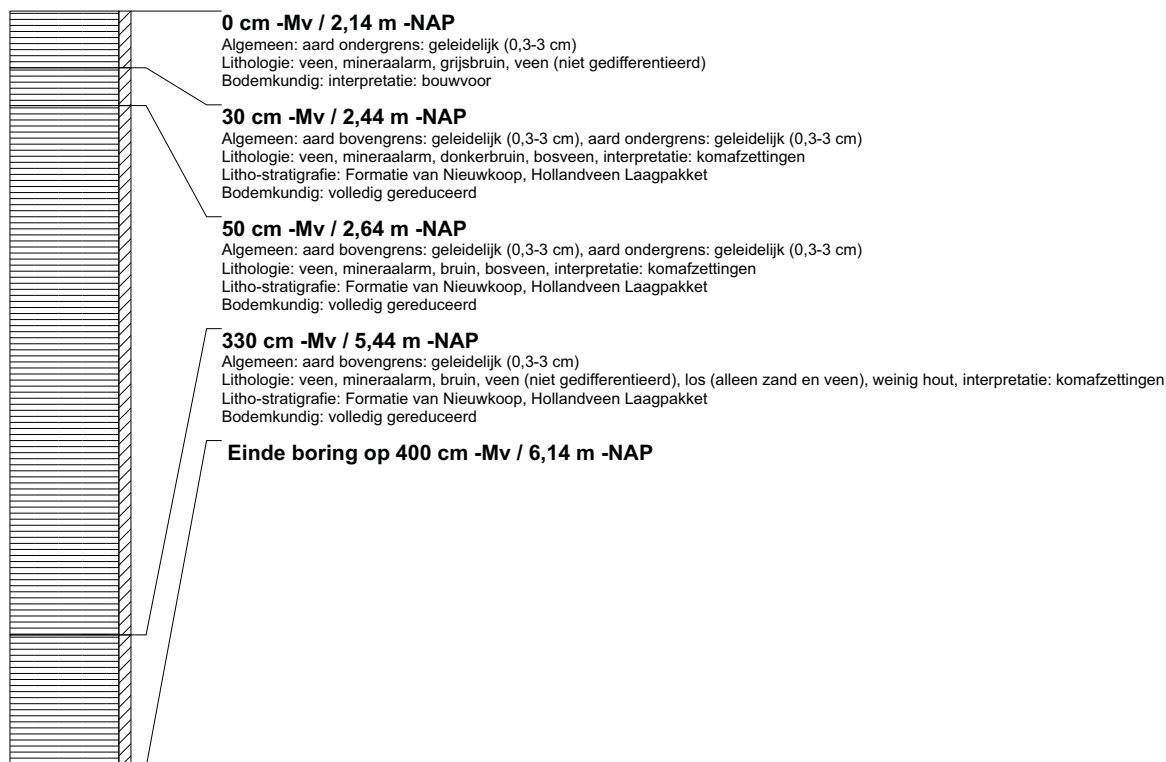 0 cm -Mv / 2,14 m -NAP
Algemeen: aard ondergrens: geleidelijk (0,3-3 cm)
Lithologie: veen, mineraalarm, grijsbruin, veen (niet gedifferentieerd)
Bodemkundig: interpretatie: bouwvoor
30 cm -Mv / 2,44 m -NAP
Algemeen: aard bovengrens: geleidelijk (0,3-3 cm), aard ondergrens: geleidelijk (0,3-3 cm)
Lithologie: veen, mineraalarm, donkerbruin, bosveen, interpretatie: komafzettingen
Litho-stratigrafie: Formatie van Nieuwkoop, Hollandveen Laagpakket
Bodemkundig: volledig gereduceerd
50 cm -Mv / 2,64 m -NAP
Algemeen: aard bovengrens: geleidelijk (0,3-3 cm), aard ondergrens: geleidelijk (0,3-3 cm)
Lithologie: veen, mineraalarm, bruin, bosveen, interpretatie: komafzettingen
Litho-stratigrafie: Formatie van Nieuwkoop, Hollandveen Laagpakket
Bodemkundig: volledig gereduceerd
330 cm -Mv / 5,44 m -NAP
Algemeen: aard bovengrens: geleidelijk (0,3-3 cm)
Lithologie: veen, mineraalarm, bruin, veen (niet gedifferentieerd), los (alleen zand en veen), weinig hout, interpretatie: komafzettingen
Litho-stratigrafie: Formatie van Nieuwkoop, Hollandveen Laagpakket
Bodemkundig: volledig gereduceerd
Einde boring op 400 cm -Mv / 6,14 m -NAP